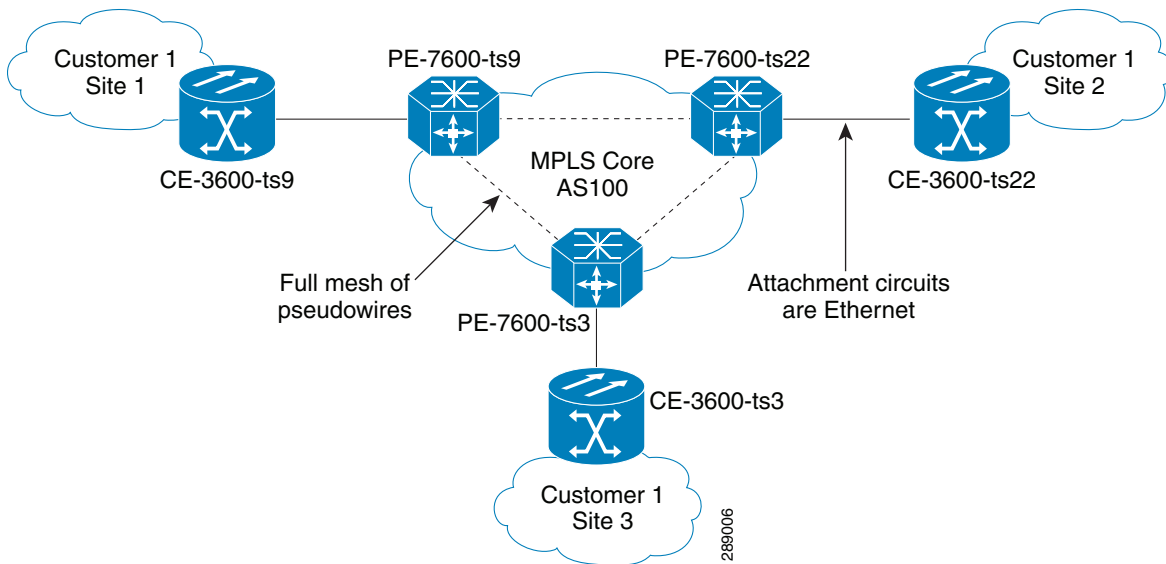 Customer 1
Site 1
PE-7600-ts9
PE-7600-ts22
Customer 1
Site 2
CE-3600-ts9
MPLS Core
AS100
CE-3600-ts22
Full mesh of
pseudowires
Attachment circuits
are Ethernet
PE-7600-ts3
CE-3600-ts3
Customer 1
Site 3
289006